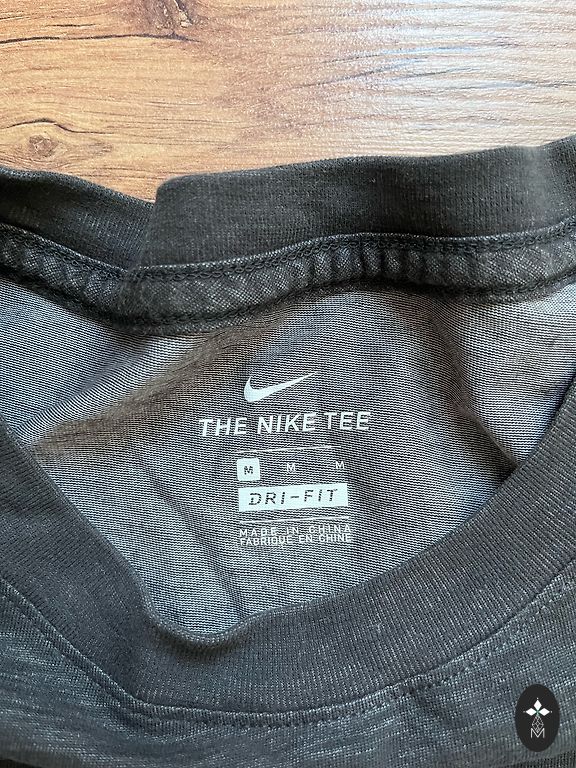 THE NIKE TEE
M M M
DRI-FIT
MADE IN CHINA
FABRIQUÉ EN CHINE
M